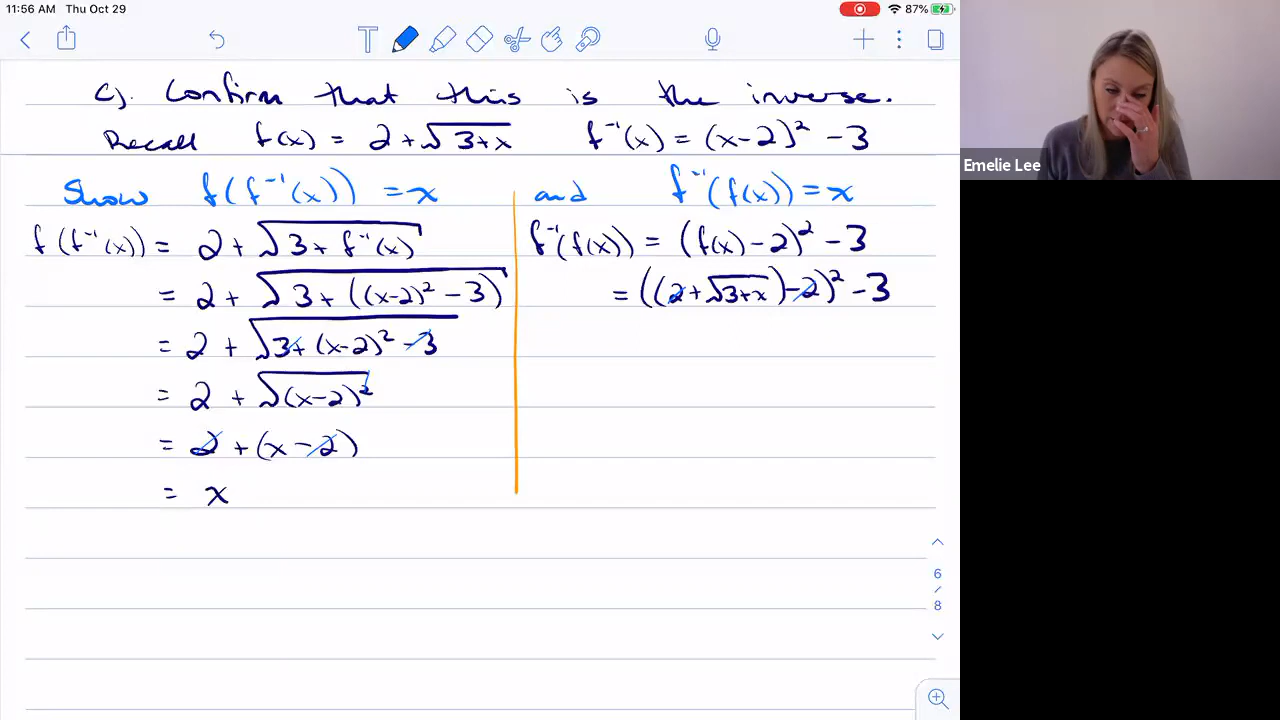 11:56 AM Thu Oct 29
87%
C). Confirm that this is the inverse.
Recall f(x) = 2 + √(3+x) f⁻¹(x) = (x-2)² - 3
Show f(f⁻¹(x)) = x and f⁻¹(f(x)) = x
f(f⁻¹(x)) = 2 + √(3 + f⁻¹(x))
= 2 + √(3 + ((x-2)² - 3))
= 2 + √(3 + (x-2)² - 3)
= 2 + √((x-2)²)
= 2 + (x - 2)
= x
f⁻¹(f(x)) = (f(x) - 2)² - 3
= ((2 + √(3+x)) - 2)² - 3
Emelie Lee
6
/
8